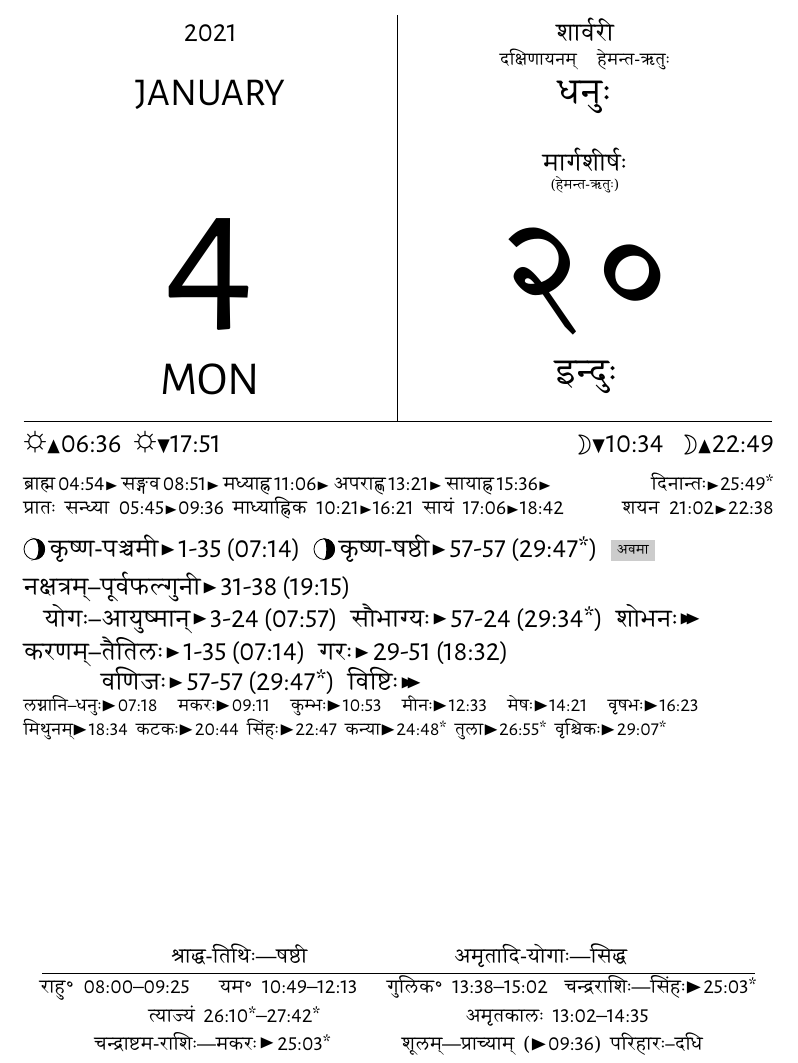 2021
JANUARY
4
MON
शार्वरी
दक्षिणायनम् हेमन्त-ऋतुः
धनुः
मार्गशीर्षः
(हेमन्त-ऋतुः)
२०
इन्दुः
☼▲06:36 ☼▼17:51 ☽▼10:34 ☽▲22:49
ब्राह्म 04:54► सङ्गव 08:51► मध्याह्न 11:06► अपराह्ण 13:21► सायाह्न 15:36► दिनान्तः►25:49*
प्रातः सन्ध्या 05:45►09:36 माध्याह्निक 10:21►16:21 सायं 17:06►18:42 शयन 21:02►22:38
कृष्ण-पञ्चमी►1-35 (07:14) कृष्ण-षष्ठी►57-57 (29:47*) अवमा
नक्षत्रम्–पूर्वफल्गुनी►31-38 (19:15)
योगः–आयुष्मान्►3-24 (07:57) सौभाग्यः►57-24 (29:34*) शोभनः►►
करणम्–तैतिलः►1-35 (07:14) गरः►29-51 (18:32)
वणिजः►57-57 (29:47*) विष्टिः►►
लग्नानि–धनुः►07:18 मकरः►09:11 कुम्भः►10:53 मीनः►12:33 मेषः►14:21 वृषभः►16:23
मिथुनम्►18:34 कटकः►20:44 सिंहः►22:47 कन्या►24:48* तुला►26:55* वृश्चिकः►29:07*
श्राद्ध-तिथिः—षष्ठी अमृतादि-योगाः—सिद्ध
राहु° 08:00–09:25 यम° 10:49–12:13 गुलिक° 13:38–15:02 चन्द्रराशिः—सिंहः►25:03*
त्याज्यं 26:10*–27:42* अमृतकालः 13:02–14:35
चन्द्राष्टम-राशिः—मकरः►25:03* शूलम्—प्राच्याम् (►09:36) परिहारः–दधि